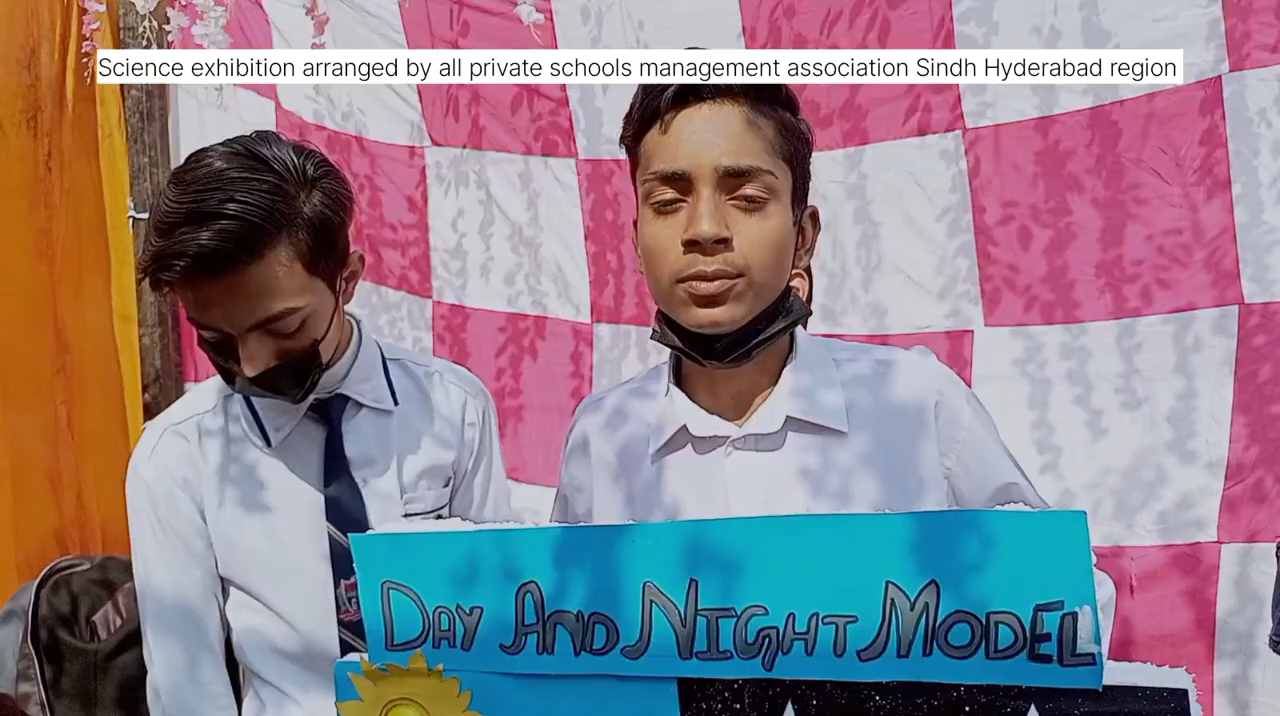 Science exhibition arranged by all private schools management association Sindh Hyderabad region
DAY AND NIGHT MODEL